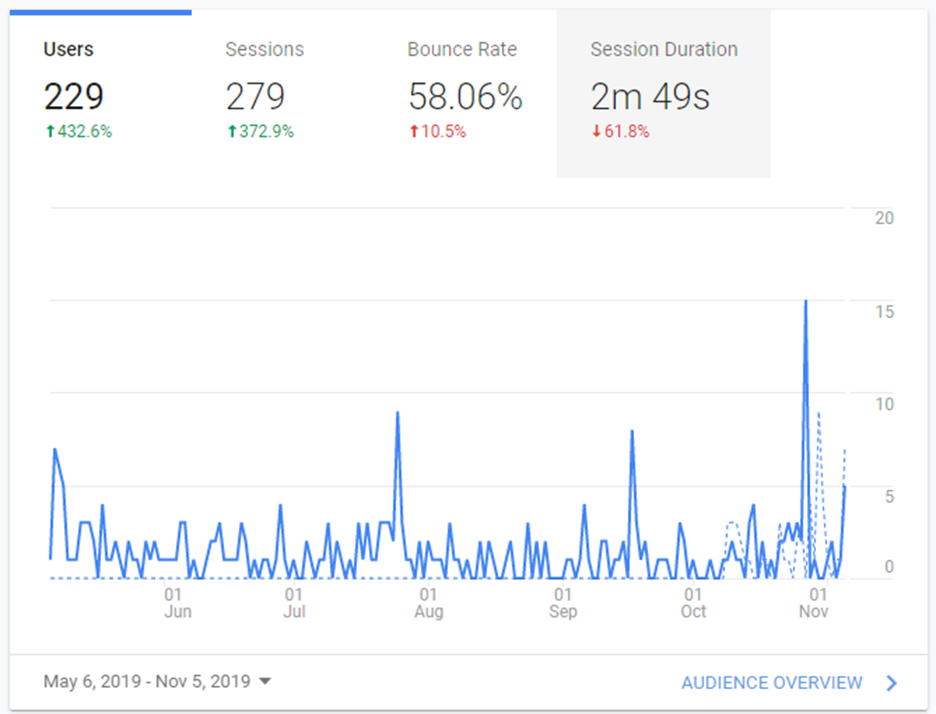 Users Sessions Bounce Rate Session Duration
229 279 58.06% 2m 49s
↑432.6% ↑372.9% ↑10.5% ↓61.8%
20
15
10
5
0
01 01 01 01 01 01
Jun Jul Aug Sep Oct Nov
May 6, 2019 - Nov 5, 2019 AUDIENCE OVERVIEW